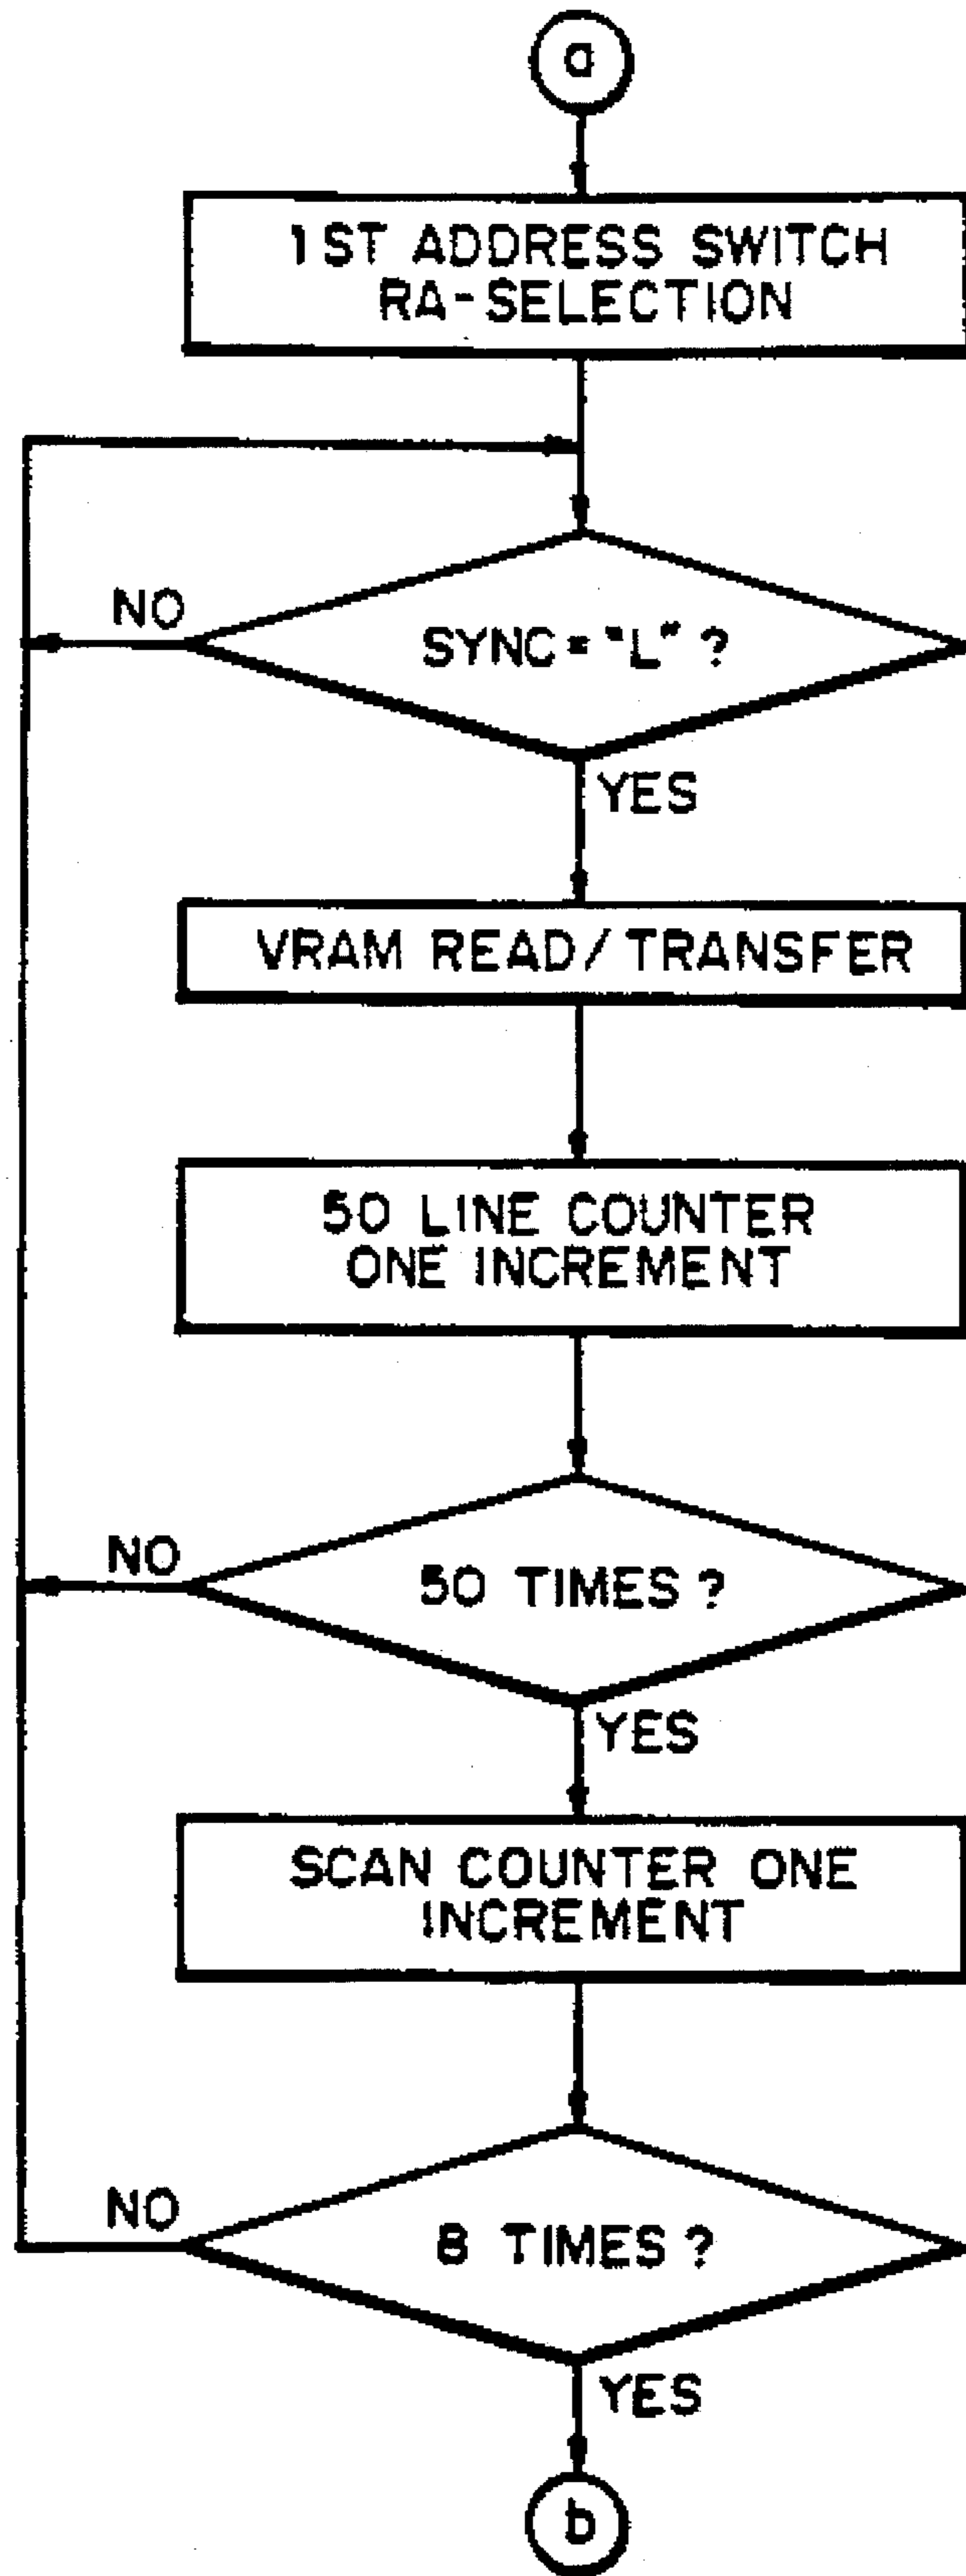 a
1ST ADDRESS SWITCH
RA-SELECTION
NO
SYNC = "L" ?
YES
VRAM READ/TRANSFER
50 LINE COUNTER
ONE INCREMENT
NO
50 TIMES ?
YES
SCAN COUNTER ONE
INCREMENT
NO
8 TIMES ?
YES
b